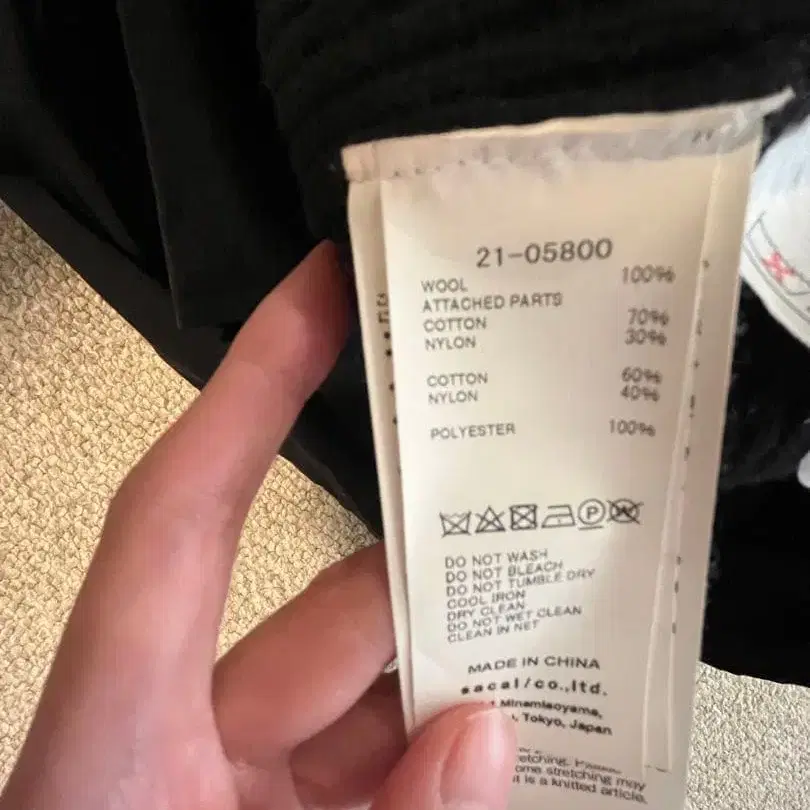 21-05800
WOOL 100%
ATTACHED PARTS
COTTON 70%
NYLON 30%
COTTON 60%
NYLON 40%
POLYESTER 100%
P W
DO NOT WASH
DO NOT BLEACH
DO NOT TUMBLE DRY
COOL IRON
DRY CLEAN
DO NOT WET CLEAN
CLEAN IN NET
MADE IN CHINA
sacai/co.,ltd.
Minamiaoyama,
Tokyo, Japan
stretching may
it is a knitted article.